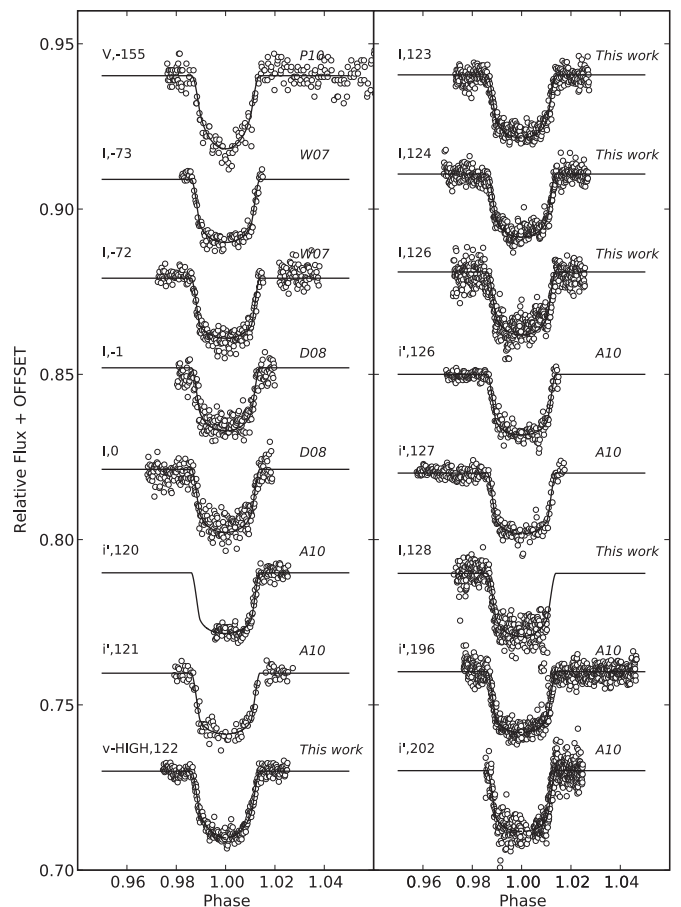 0.95
V,-155 P10
I,-73 W07
0.90
I,-72 W07
I,-1 D08
0.85
I,0 D08
0.80
i',120 A10
i',121 A10
0.75
v-HIGH,122 This work
0.70
I,123 This work
I,124 This work
I,126 This work
i',126 A10
i',127 A10
I,128 This work
i',196 A10
i',202 A10
Relative Flux + OFFSET
0.96 0.98 1.00 1.02 1.04
Phase
0.96 0.98 1.00 1.02 1.04
Phase